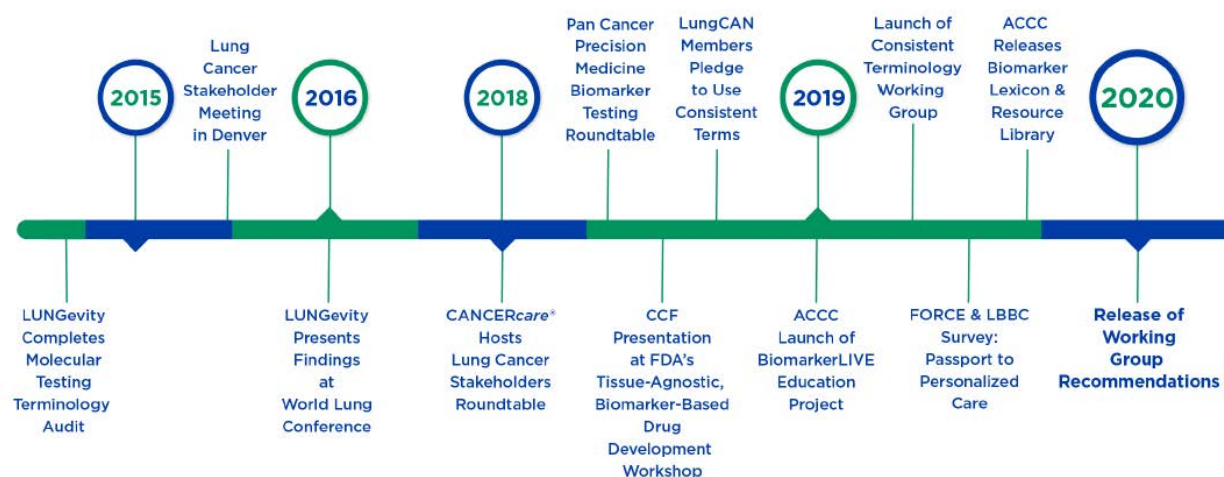 2015
Lung
Cancer
Stakeholder
Meeting
in Denver
2016
2018
Pan Cancer
Precision
Medicine
Biomarker
Testing
Roundtable
LungCAN
Members
Pledge
to Use
Consistent
Terms
2019
Launch of
Consistent
Terminology
Working
Group
ACCC
Releases
Biomarker
Lexicon &
Resource
Library
2020
LUNGevity
Completes
Molecular
Testing
Terminology
Audit
LUNGevity
Presents
Findings
at
World Lung
Conference
CANCERcare®
Hosts
Lung Cancer
Stakeholders
Roundtable
CCF
Presentation
at FDA's
Tissue-Agnostic,
Biomarker-Based
Drug
Development
Workshop
ACCC
Launch of
BiomarkerLIVE
Education
Project
FORCE & LBBC
Survey:
Passport to
Personalized
Care
Release of
Working
Group
Recommendations